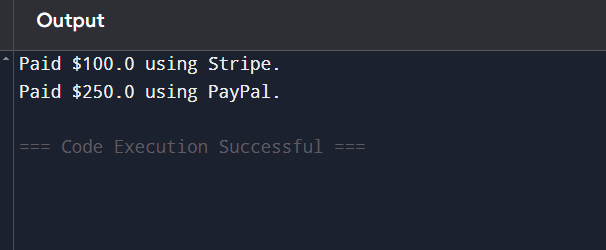 Output
Paid $100.0 using Stripe.
Paid $250.0 using PayPal.
=== Code Execution Successful ===